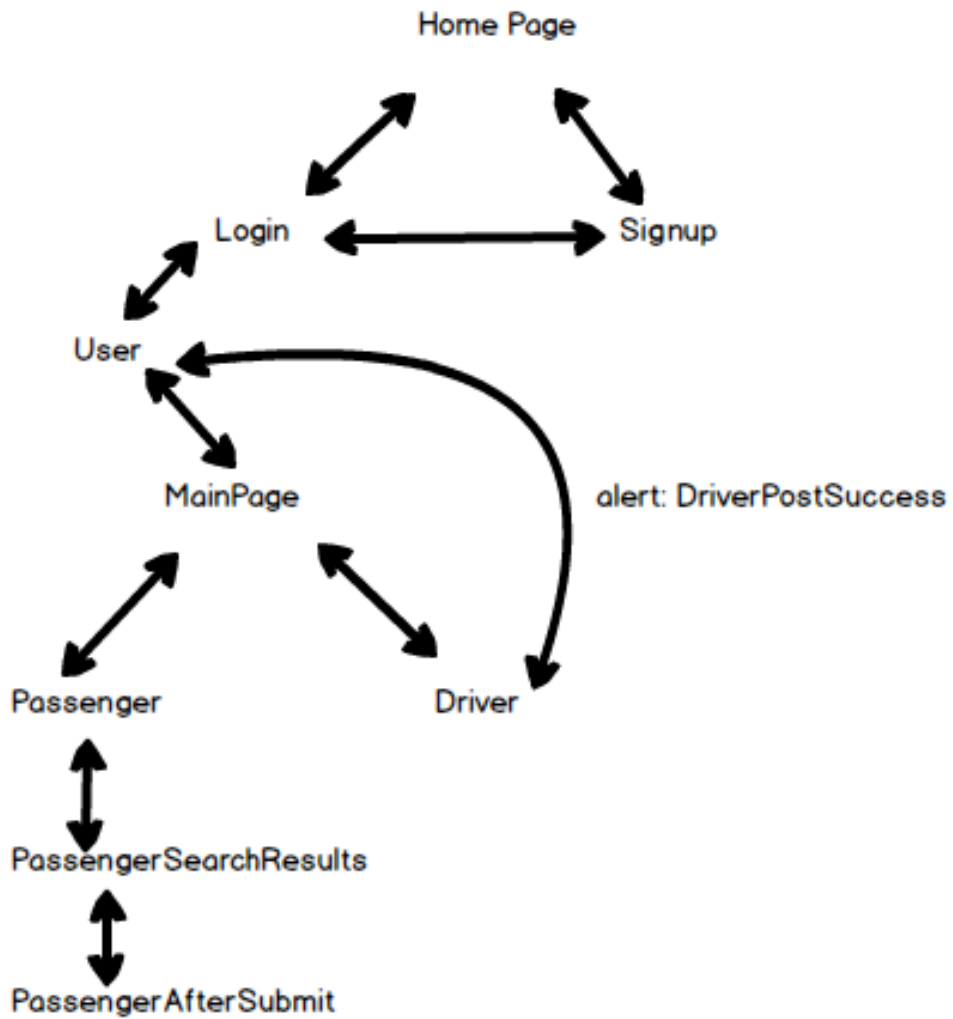 Home Page
Login
Signup
User
MainPage
alert: DriverPostSuccess
Passenger
Driver
PassengerSearchResults
PassengerAfterSubmit